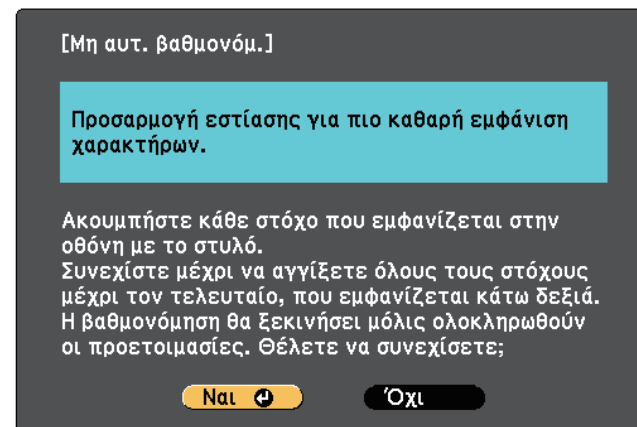 [Μη αυτ. βαθμονόμ.]
Προσαρμογή εστίασης για πιο καθαρή εμφάνιση
χαρακτήρων.
Ακουμπήστε κάθε στόχο που εμφανίζεται στην
οθόνη με το στυλό.
Συνεχίστε μέχρι να αγγίξετε όλους τους στόχους
μέχρι τον τελευταίο, που εμφανίζεται κάτω δεξιά.
Η βαθμονόμηση θα ξεκινήσει μόλις ολοκληρωθούν
οι προετοιμασίες. Θέλετε να συνεχίσετε;
Ναι Όχι